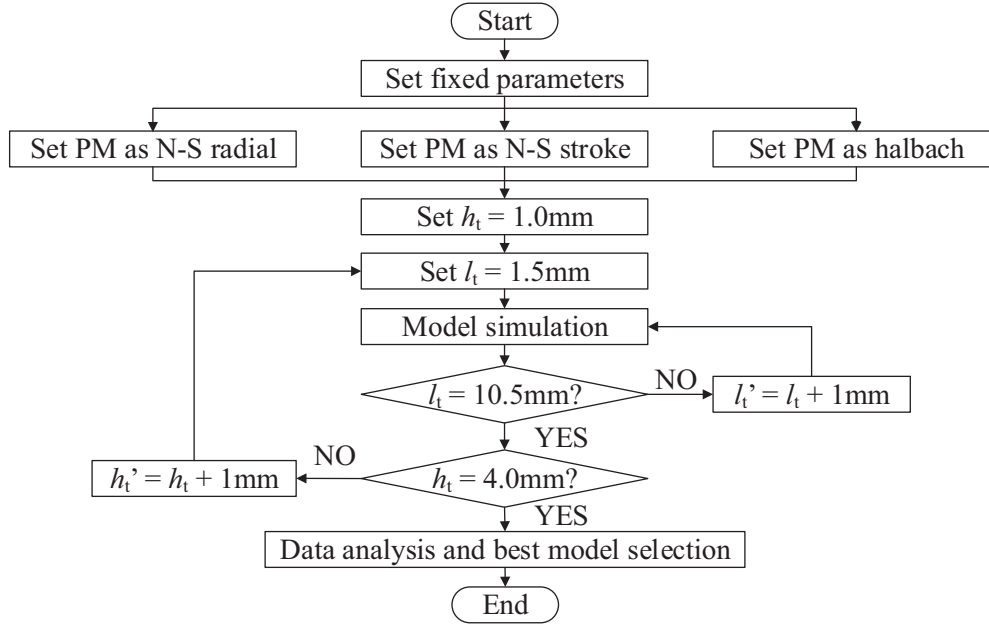 Start
Set fixed parameters
Set PM as N-S radial
Set PM as N-S stroke
Set PM as halbach
Set ht = 1.0mm
Set lt = 1.5mm
Model simulation
lt = 10.5mm?
NO
lt’ = lt + 1mm
YES
ht = 4.0mm?
NO
ht’ = ht + 1mm
YES
Data analysis and best model selection
End